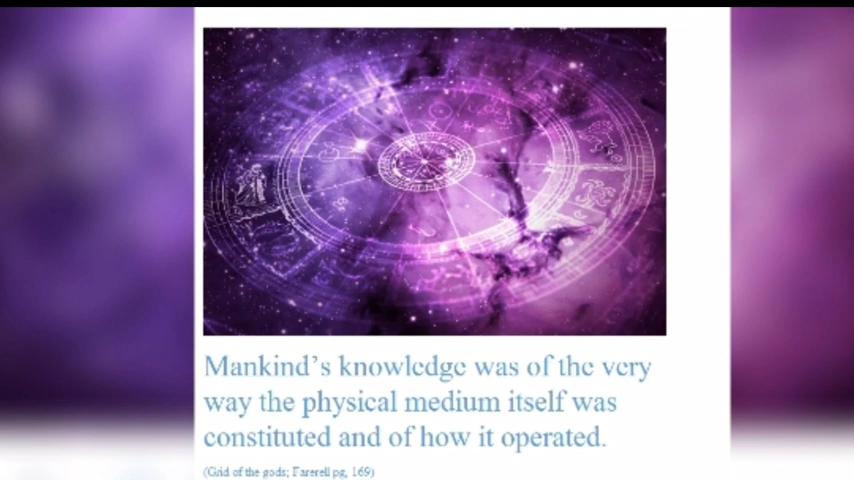 Mankind's knowledge was of the very
way the physical medium itself was
constituted and of how it operated.
(Grid of the gods; Farerell pg, 169)